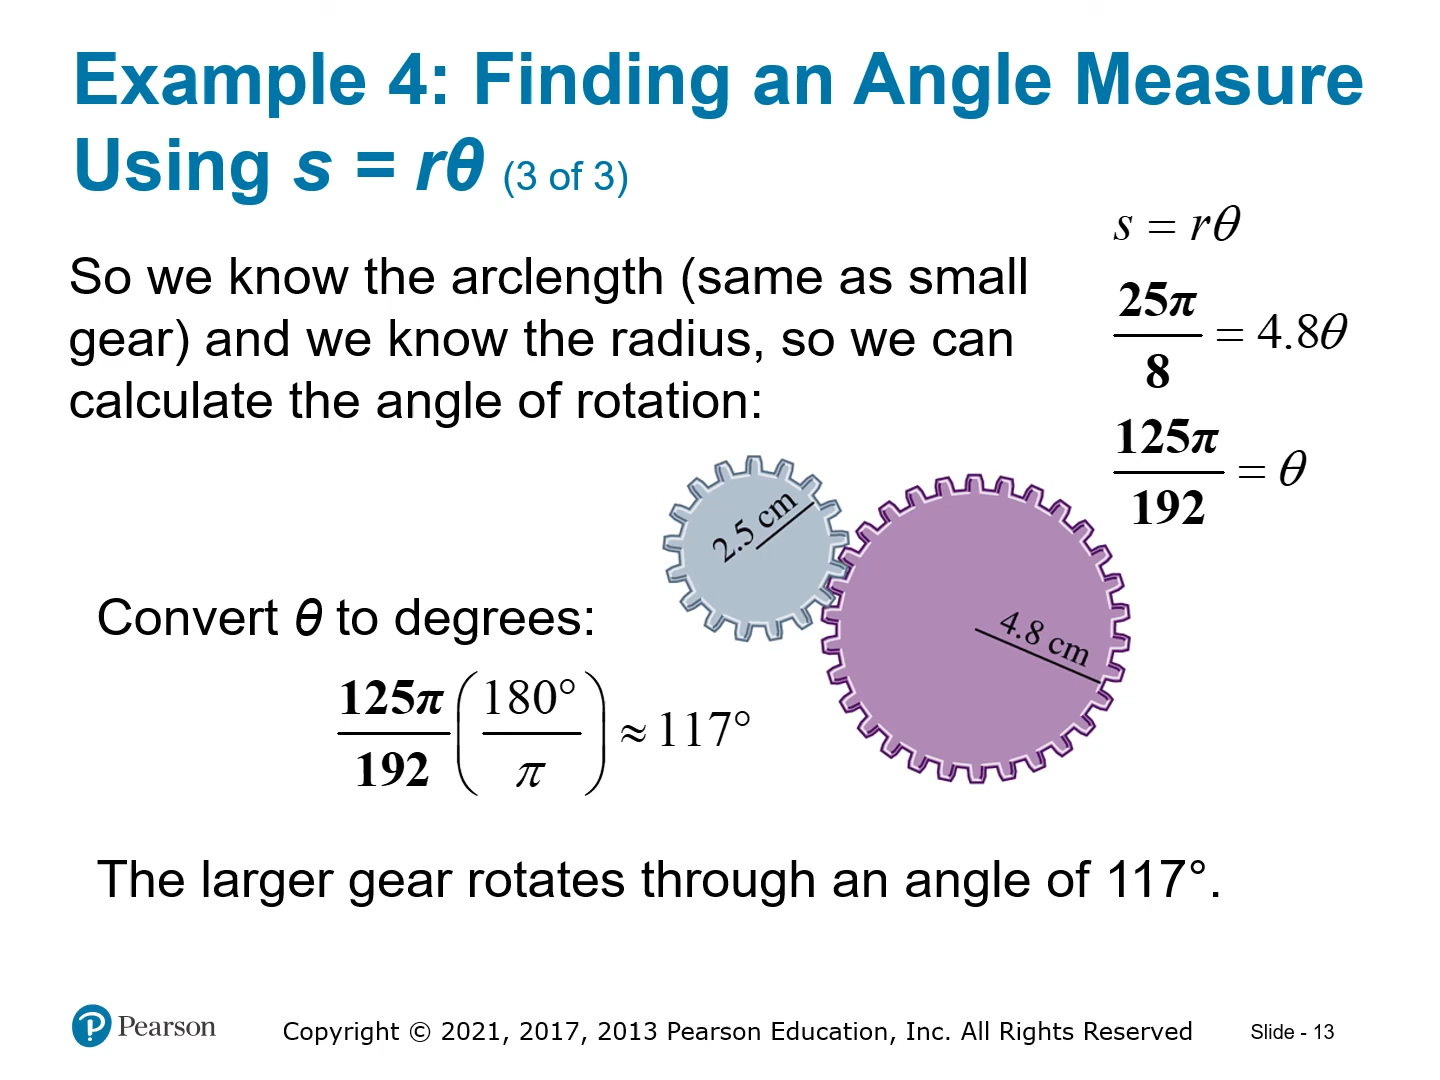 Example 4: Finding an Angle Measure
Using s = rθ (3 of 3)
So we know the arclength (same as small
gear) and we know the radius, so we can
calculate the angle of rotation:
s = rθ
25π/8 = 4.8θ
125π/192 = θ
2.5 cm
4.8 cm
Convert θ to degrees:
125π/192 (180°/π) ≈ 117°
The larger gear rotates through an angle of 117°.
Pearson
Copyright © 2021, 2017, 2013 Pearson Education, Inc. All Rights Reserved
Slide - 13